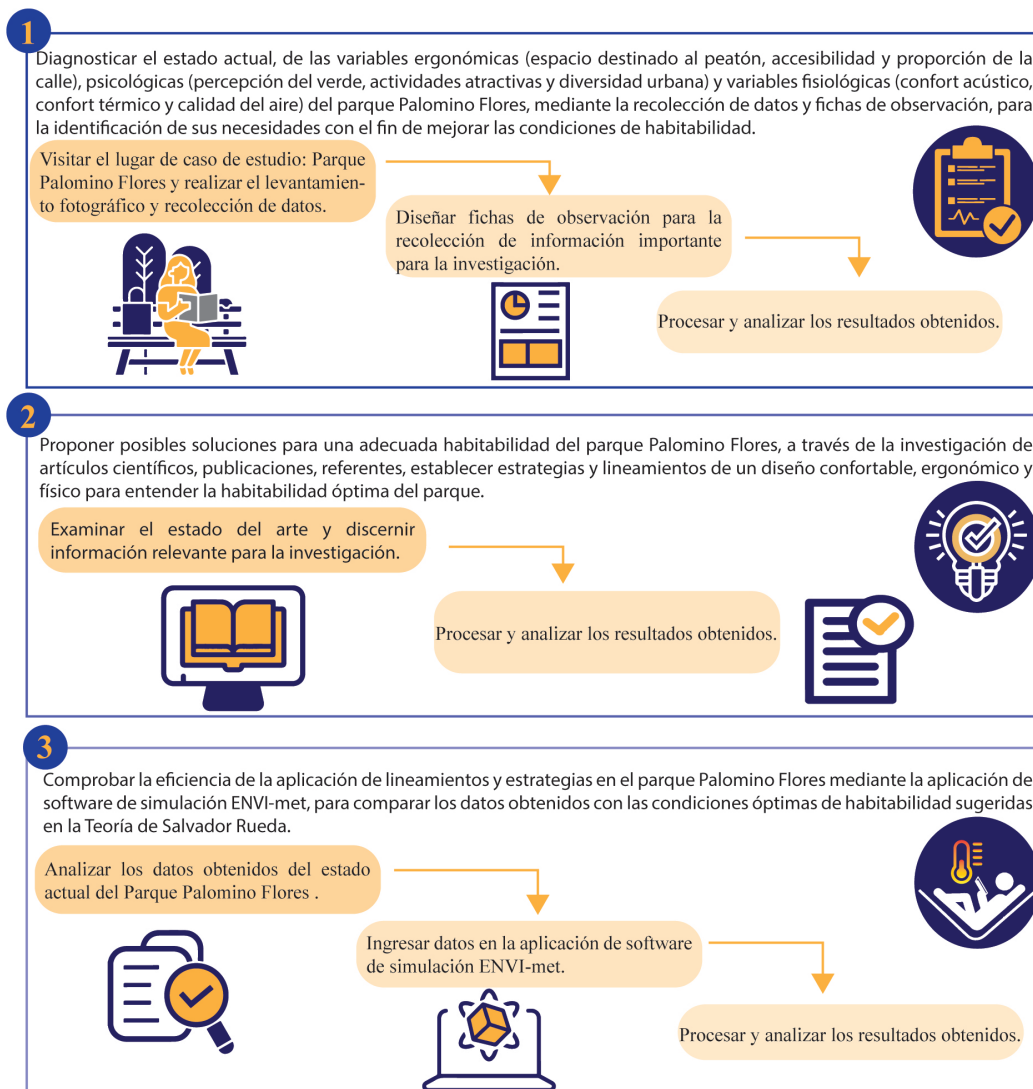 1
Diagnosticar el estado actual, de las variables ergonómicas (espacio destinado al peatón, accesibilidad y proporción de la
calle), psicológicas (percepción del verde, actividades atractivas y diversidad urbana) y variables fisiológicas (confort acústico,
confort térmico y calidad del aire) del parque Palomino Flores, mediante la recolección de datos y fichas de observación, para
la identificación de sus necesidades con el fin de mejorar las condiciones de habitabilidad.
Visitar el lugar de caso de estudio: Parque
Palomino Flores y realizar el levantamien-
to fotográfico y recolección de datos.
Diseñar fichas de observación para la
recolección de información importante
para la investigación.
Procesar y analizar los resultados obtenidos.
2
Proponer posibles soluciones para una adecuada habitabilidad del parque Palomino Flores, a través de la investigación de
artículos científicos, publicaciones, referentes, establecer estrategias y lineamientos de un diseño confortable, ergonómico y
físico para entender la habitabilidad óptima del parque.
Examinar el estado del arte y discernir
información relevante para la investigación.
Procesar y analizar los resultados obtenidos.
3
Comprobar la eficiencia de la aplicación de lineamientos y estrategias en el parque Palomino Flores mediante la aplicación de
software de simulación ENVI-met, para comparar los datos obtenidos con las condiciones óptimas de habitabilidad sugeridas
en la Teoría de Salvador Rueda.
Analizar los datos obtenidos del estado
actual del Parque Palomino Flores .
Ingresar datos en la aplicación de software
de simulación ENVI-met.
Procesar y analizar los resultados obtenidos.